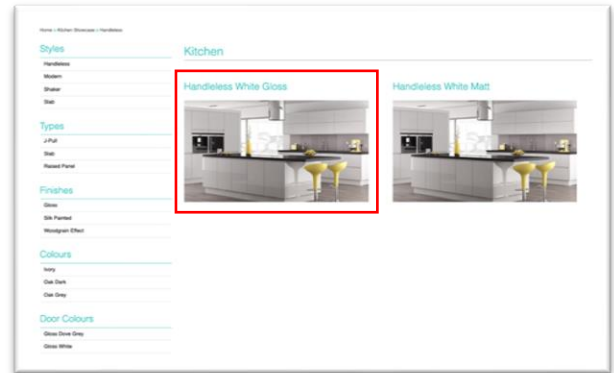 Home > Kitchen Showcase > Handleless
Styles
Handleless
Modern
Shaker
Slab
Types
J-Pull
Slab
Raised Panel
Finishes
Gloss
Silk Painted
Woodgrain Effect
Colours
Ivory
Oak Dark
Oak Grey
Door Colours
Gloss Dove Grey
Gloss White
Kitchen
Handleless White Gloss
Handleless White Matt